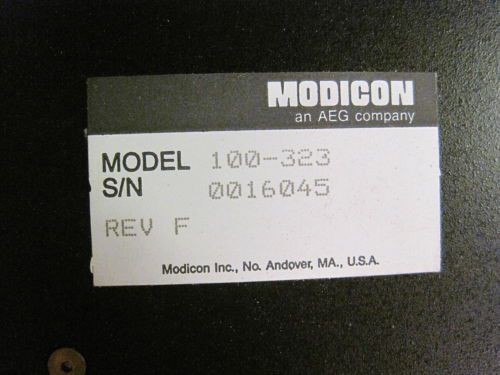 MODICON
an AEG company
MODEL 100-323
S/N 0016045
REV F
Modicon Inc., No. Andover, MA., U.S.A.